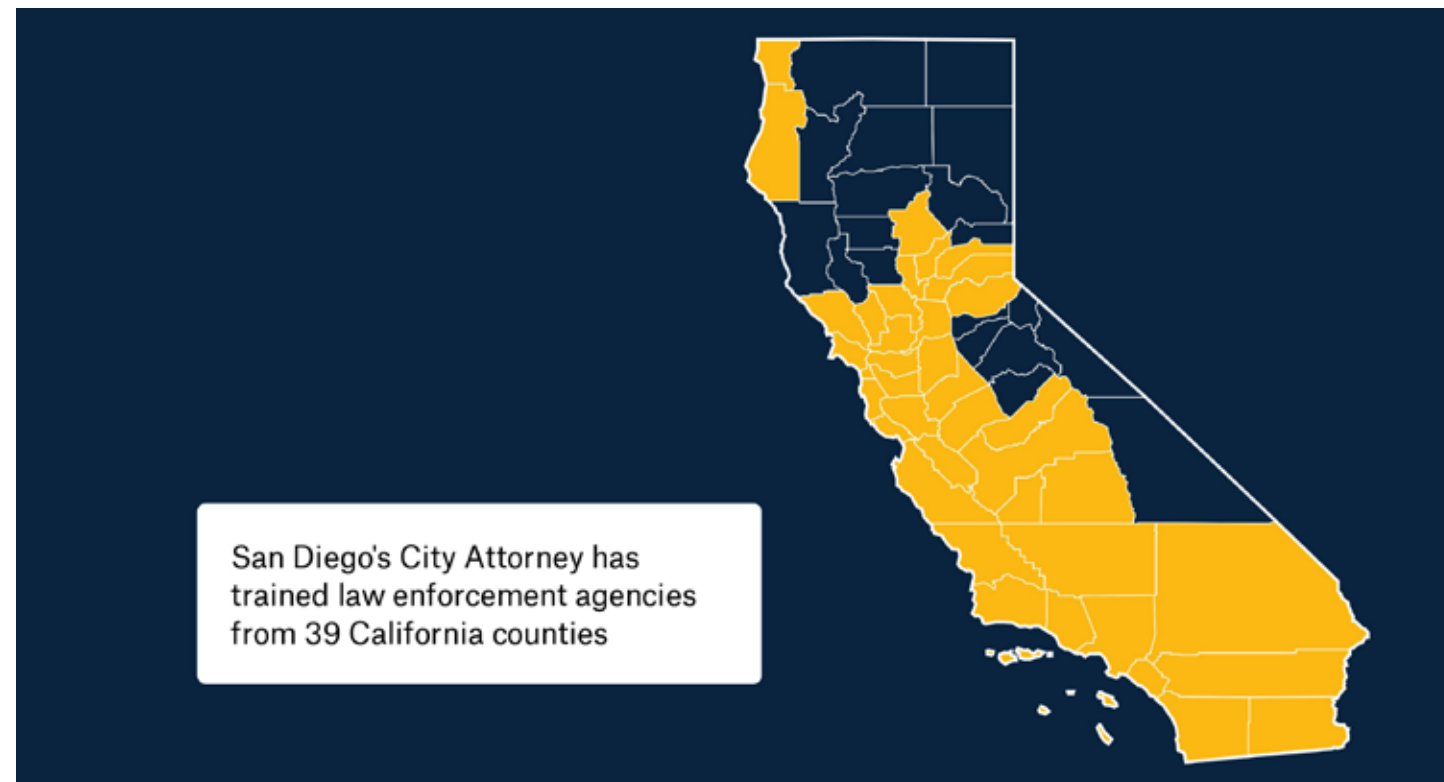 San Diego's City Attorney has
trained law enforcement agencies
from 39 California counties